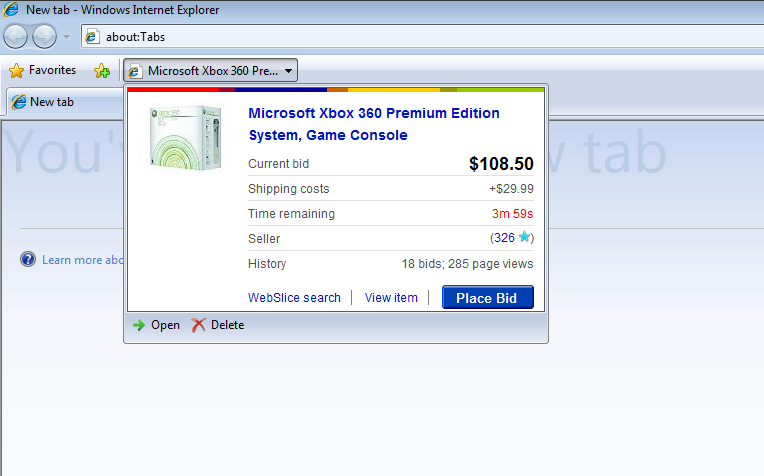 New tab - Windows Internet Explorer
about:Tabs
Favorites
Microsoft Xbox 360 Pre...
New tab
You'
w tab
Learn more abo
XBOX 360
Microsoft Xbox 360 Premium Edition
System, Game Console
Current bid $108.50
Shipping costs +$29.99
Time remaining 3m 59s
Seller (326)
History 18 bids; 285 page views
WebSlice search View item Place Bid
Open Delete